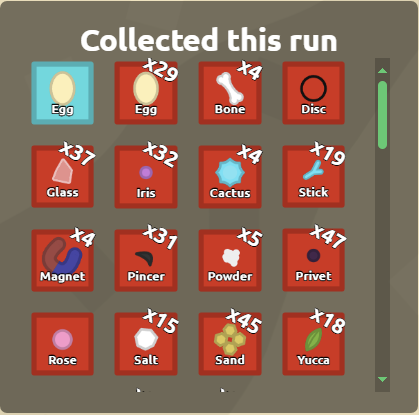 Collected this run
Egg
x29
Egg
x4
Bone
Disc
x37
Glass
x32
Iris
x4
Cactus
x19
Stick
x4
Magnet
x31
Pincer
x5
Powder
x47
Privet
Rose
x15
Salt
x45
Sand
x18
Yucca